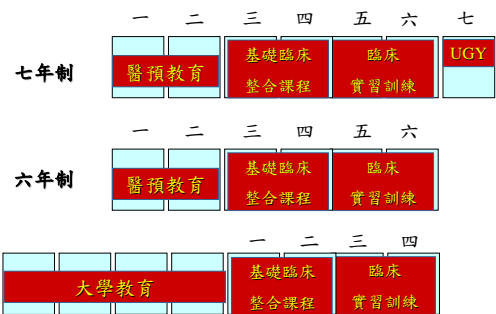 一 二 三 四 五 六 七
七年制
醫預教育
基礎臨床
整合課程
臨床
實習訓練
UGY
一 二 三 四 五 六
六年制
醫預教育
基礎臨床
整合課程
臨床
實習訓練
一 二 三 四
大學教育
基礎臨床
整合課程
臨床
實習訓練